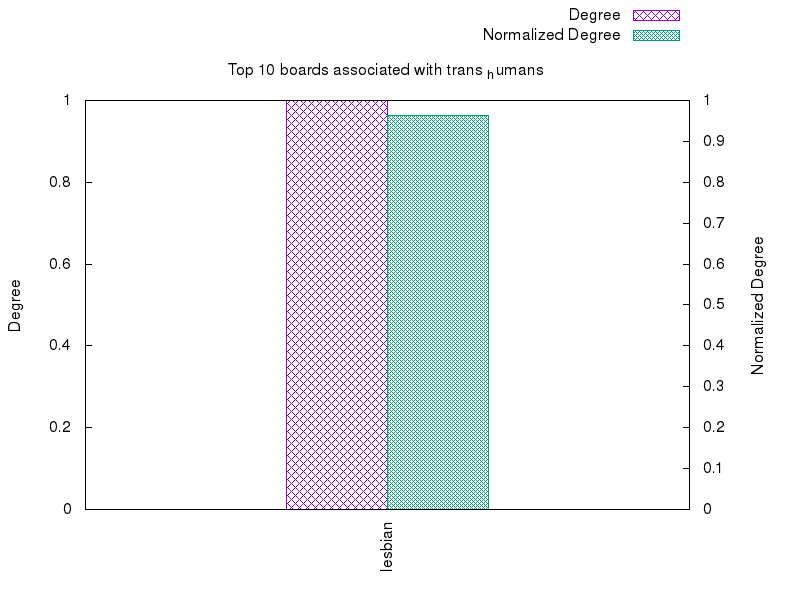 Degree
Normalized Degree
Top 10 boards associated with trans humans
1
0.8
0.6
0.4
0.2
0
1
0.9
0.8
0.7
0.6
0.5
0.4
0.3
0.2
0.1
0
Degree
Normalized Degree
lesbian